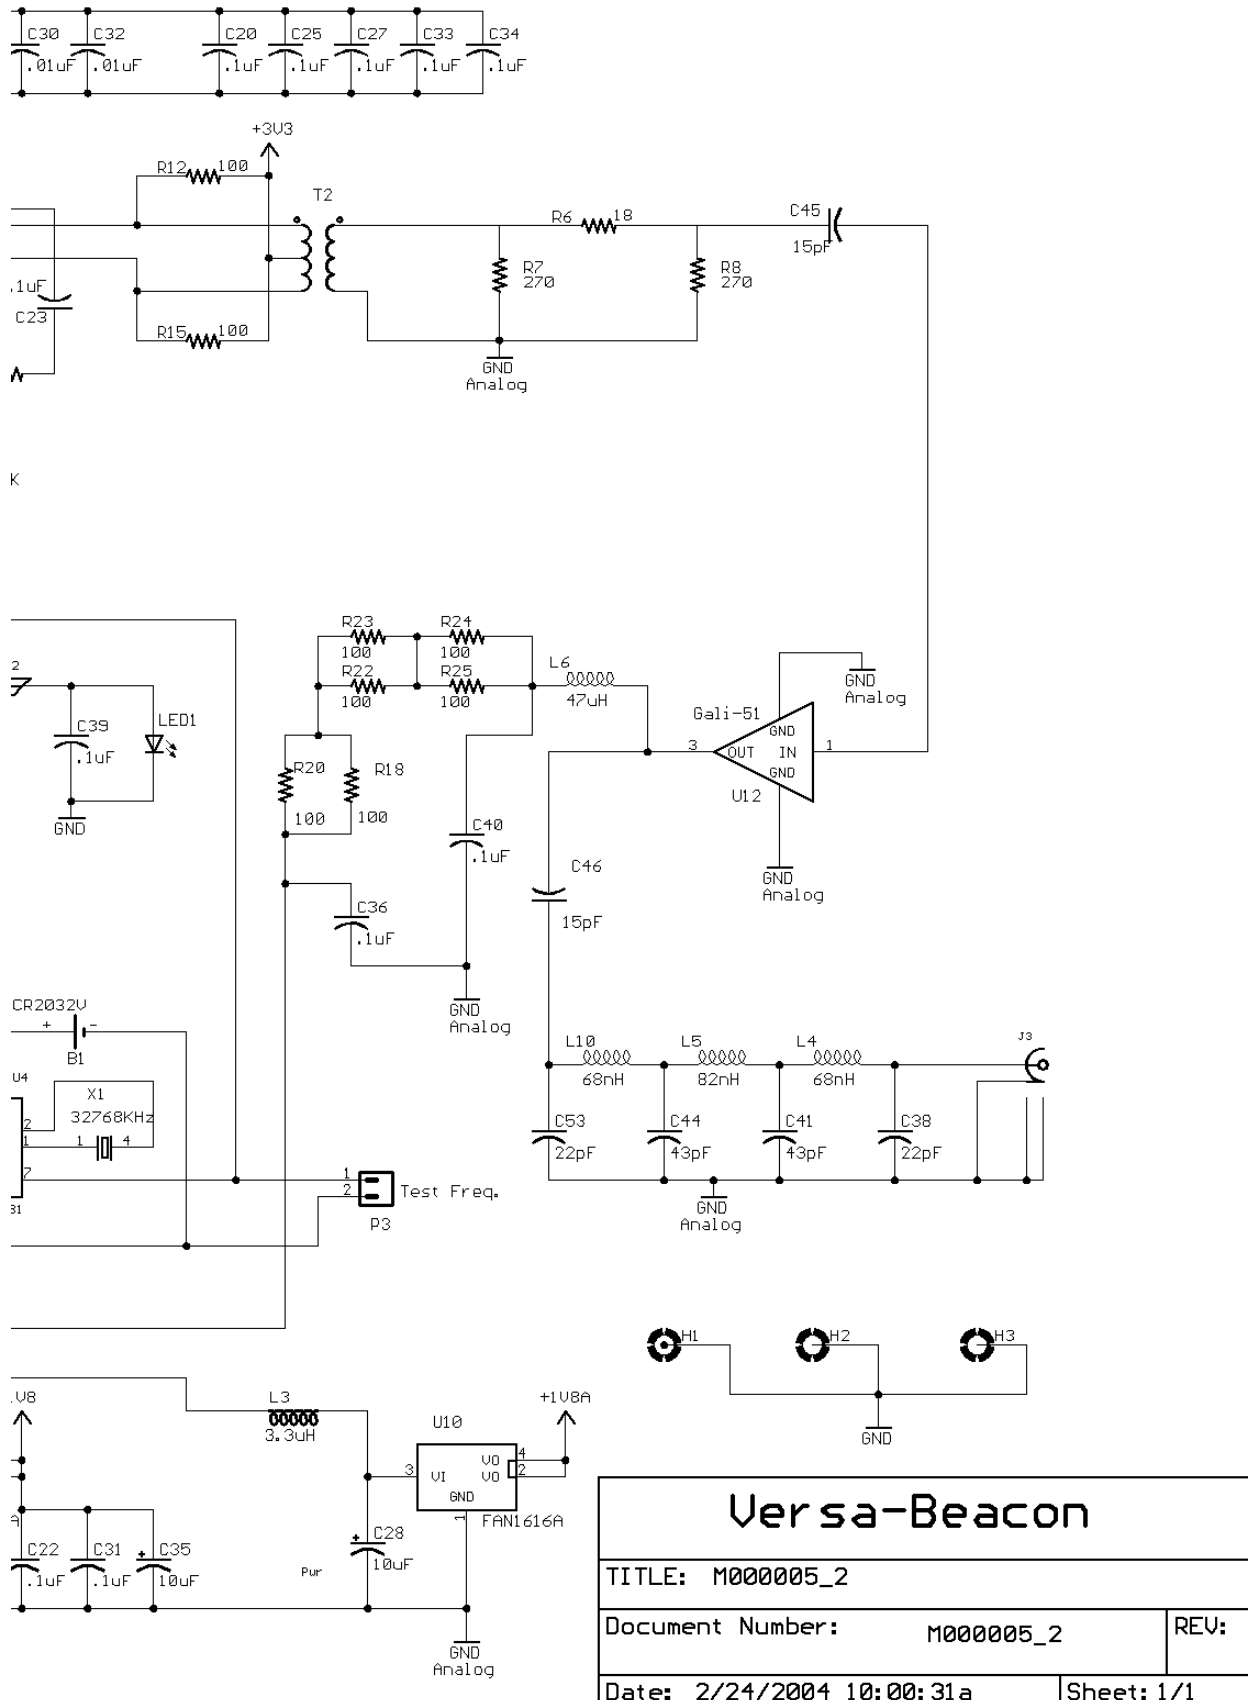 C30 C32 C20 C25 C27 C33 C34
.01uF .01uF .1uF .1uF .1uF .1uF .1uF
+3V3
R12 100
T2
C45
R6 18
15pF
R7
270
R8
270
.1uF
C23
R15 100
GND
Analog
K
R23 R24
100 100
R22 R25
100 100
L6
47uH
GND
Analog
Gali-51
GND
3 OUT IN 1
GND
U12
2
C39
.1uF
LED1
GND
R20 R18
100 100
C40
.1uF
C46
15pF
GND
Analog
C36
.1uF
GND
Analog
CR2032V
+ -
B1
L10 L5 L4 J3
68nH 82nH 68nH
U4
X1
32768KHz
2
1 1 4
7
C53 C44 C41 C38
22pF 43pF 43pF 22pF
1
2
Test Freq.
P3
GND
Analog
H1 H2 H3
GND
L3
3.3uH
+1V8A
U10
3 VI VO 4
VO 2
GND
1
FAN1616A
C28
10uF
C22 C31 C35
.1uF .1uF 10uF
Pwr
GND
Analog
Versa-Beacon
TITLE: M000005_2
Document Number: M000005_2 REV:
Date: 2/24/2004 10:00:31a Sheet: 1/1